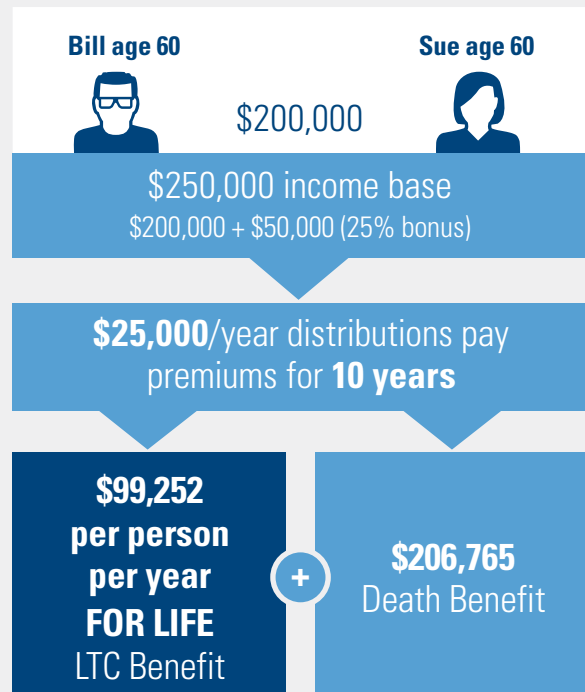 Bill age 60
Sue age 60
$200,000
$250,000 income base
$200,000 + $50,000 (25% bonus)
$25,000/year distributions pay
premiums for 10 years
$99,252
per person
per year
FOR LIFE
LTC Benefit
+
$206,765
Death Benefit